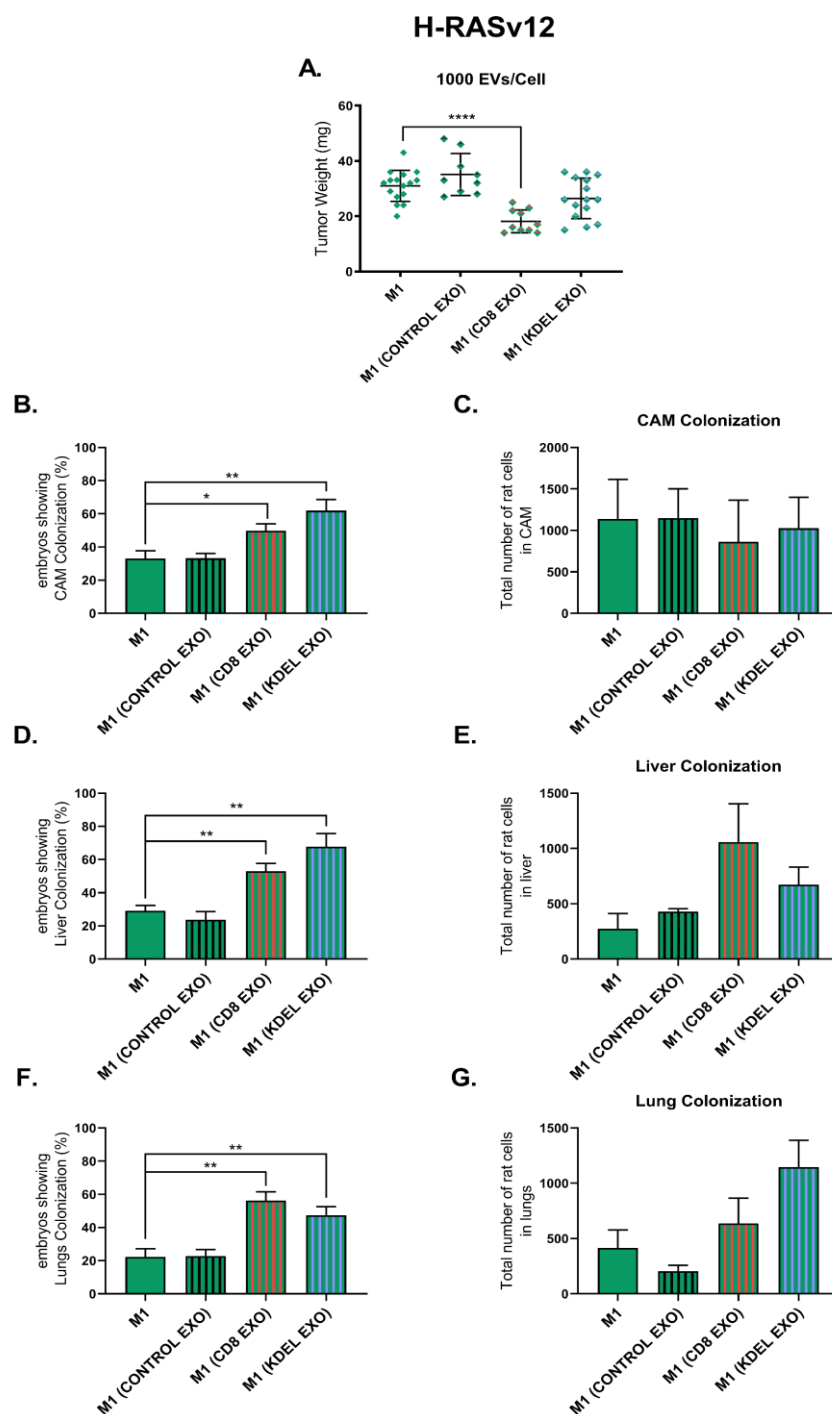 H-RASv12
A.
1000 EVs/Cell
Tumor Weight (mg)
60
40
20
0
****
M1
M1 (CONTROL EXO)
M1 (CD8 EXO)
M1 (KDEL EXO)
B.
embryos showing
CAM Colonization (%)
100
80
60
40
20
0
**
*
M1
M1 (CONTROL EXO)
M1 (CD8 EXO)
M1 (KDEL EXO)
C.
CAM Colonization
Total number of rat cells
in CAM
2000
1500
1000
500
0
M1
M1 (CONTROL EXO)
M1 (CD8 EXO)
M1 (KDEL EXO)
D.
embryos showing
Liver Colonization (%)
100
80
60
40
20
0
**
**
M1
M1 (CONTROL EXO)
M1 (CD8 EXO)
M1 (KDEL EXO)
E.
Liver Colonization
Total number of rat cells
in liver
1500
1000
500
0
M1
M1 (CONTROL EXO)
M1 (CD8 EXO)
M1 (KDEL EXO)
F.
embryos showing
Lungs Colonization (%)
100
80
60
40
20
0
**
**
M1
M1 (CONTROL EXO)
M1 (CD8 EXO)
M1 (KDEL EXO)
G.
Lung Colonization
Total number of rat cells
in lungs
1500
1000
500
0
M1
M1 (CONTROL EXO)
M1 (CD8 EXO)
M1 (KDEL EXO)